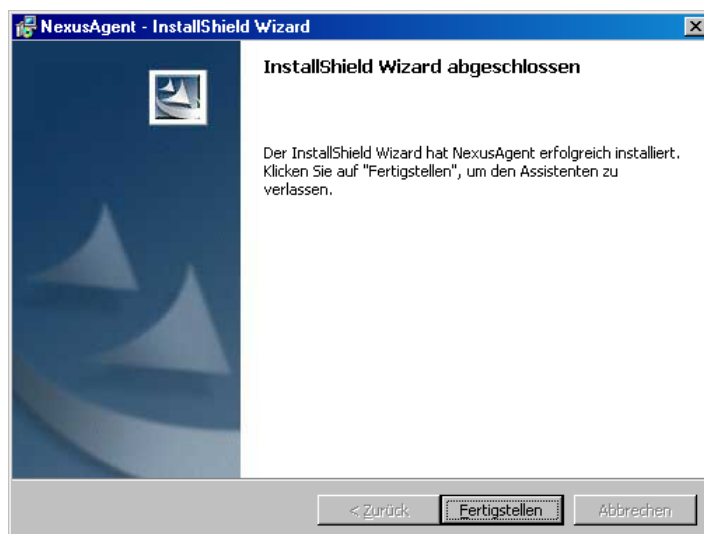 NexusAgent - InstallShield Wizard
InstallShield Wizard abgeschlossen
Der InstallShield Wizard hat NexusAgent erfolgreich installiert.
Klicken Sie auf "Fertigstellen", um den Assistenten zu
verlassen.
< Zurück
Fertigstellen
Abbrechen